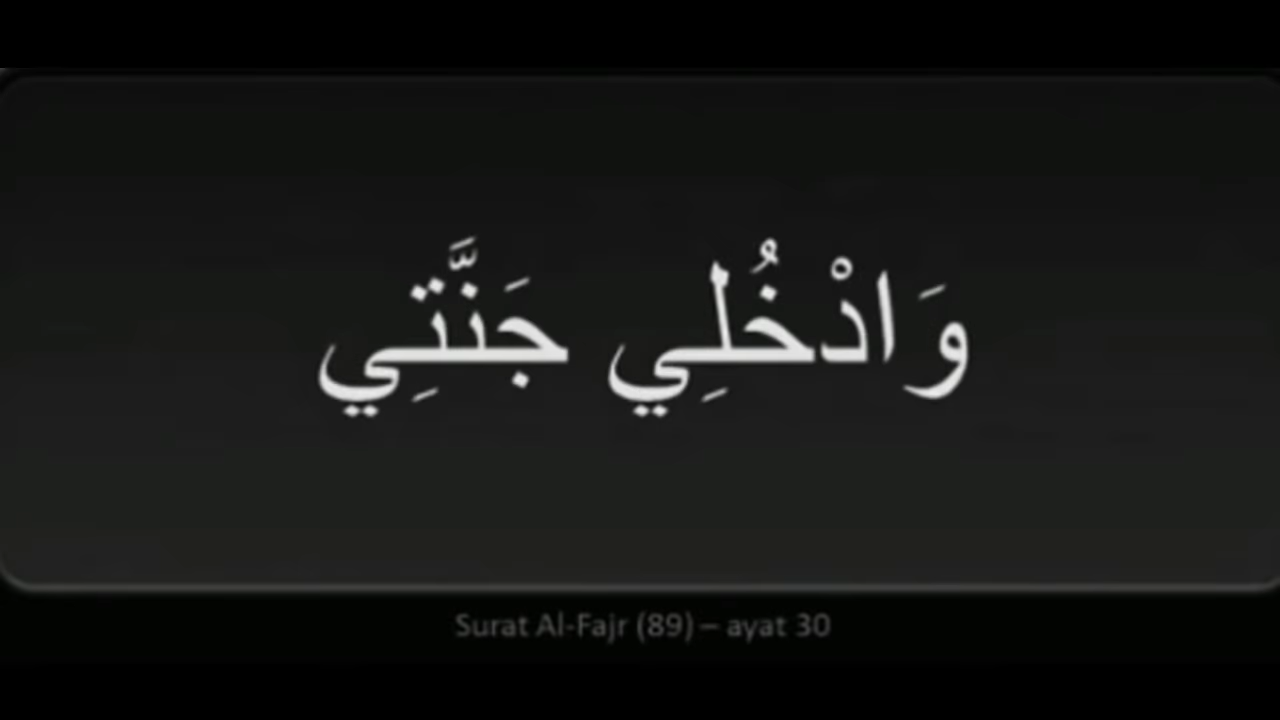 وَادْخُلِي جَنَّتِي
Surat Al-Fajr (89) – ayat 30